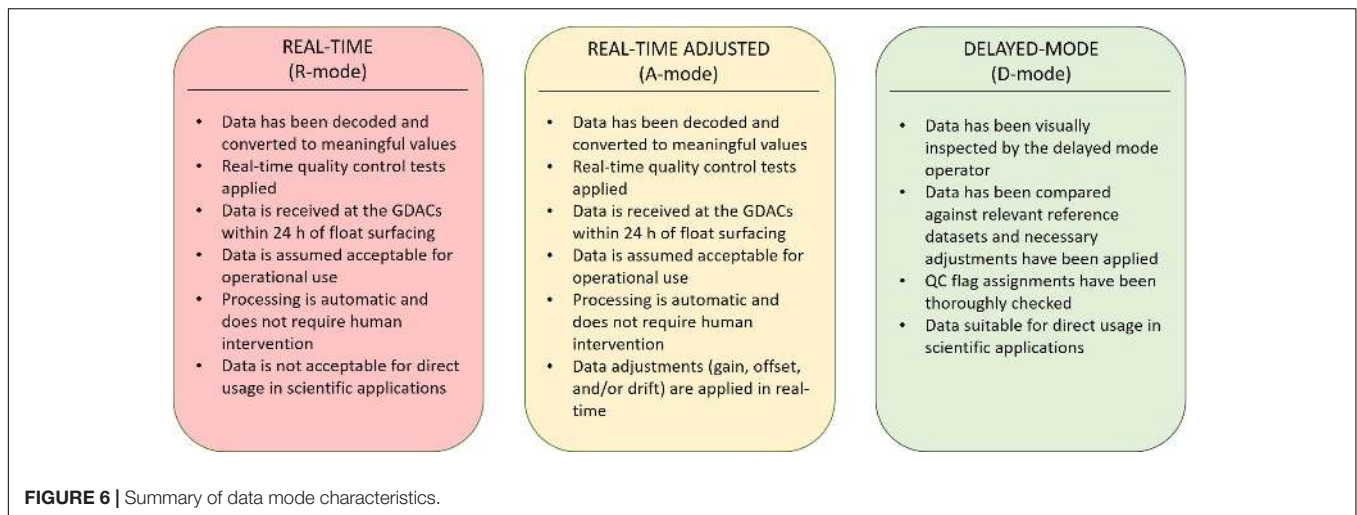 REAL-TIME
(R-mode)
• Data has been decoded and
converted to meaningful values
• Real-time quality control tests
applied
• Data is received at the GDACs
within 24 h of float surfacing
• Data is assumed acceptable for
operational use
• Processing is automatic and
does not require human
intervention
• Data is not acceptable for direct
usage in scientific applications
REAL-TIME ADJUSTED
(A-mode)
• Data has been decoded and
converted to meaningful values
• Real-time quality control tests
applied
• Data is received at the GDACs
within 24 h of float surfacing
• Data is assumed acceptable for
operational use
• Processing is automatic and
does not require human
intervention
• Data adjustments (gain, offset,
and/or drift) are applied in real-
time
DELAYED-MODE
(D-mode)
• Data has been visually
inspected by the delayed mode
operator
• Data has been compared
against relevant reference
datasets and necessary
adjustments have been applied
• QC flag assignments have been
thoroughly checked
• Data suitable for direct usage in
scientific applications
FIGURE 6 | Summary of data mode characteristics.